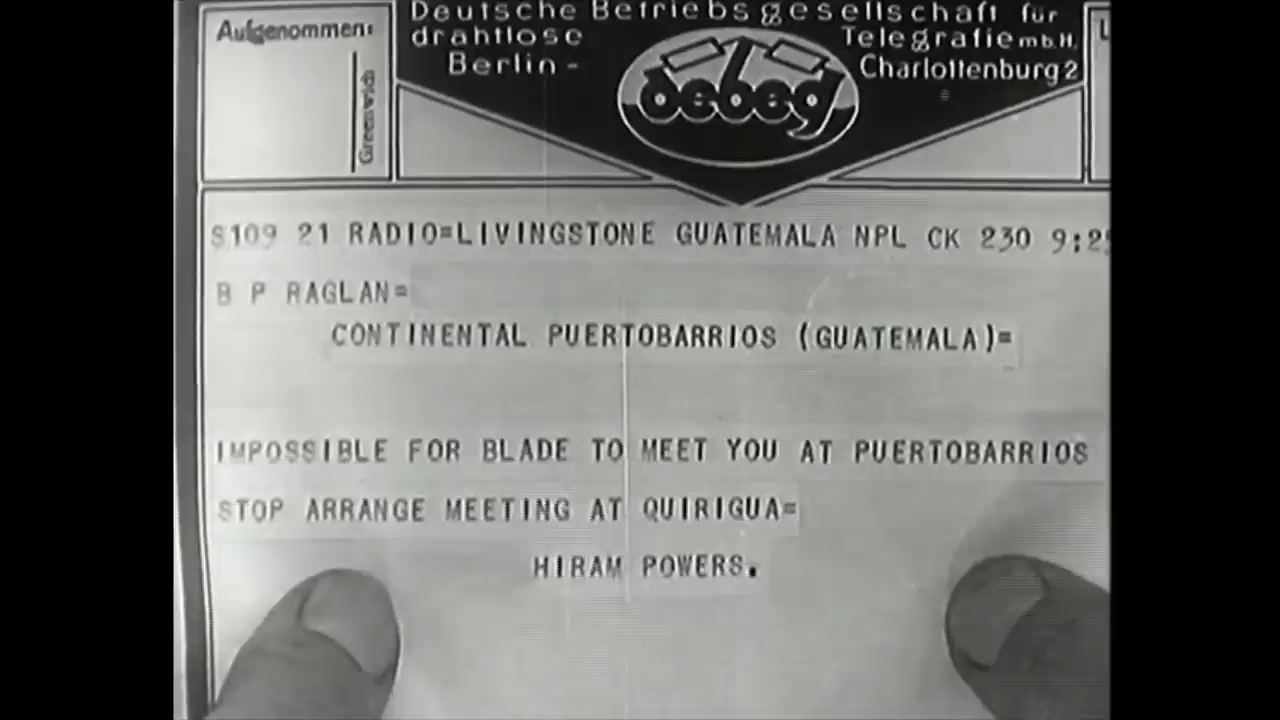 Aufgenommen:
Greenwich
Deutsche Betriebsgesellschaft für
drahtlose Telegrafie m.b.H.
Berlin - Charlottenburg 2
debeg
S109 21 RADIO=LIVINGSTONE GUATEMALA NPL CK 230 9:25
B P RAGLAN=
CONTINENTAL PUERTOBARRIOS (GUATEMALA)=
IMPOSSIBLE FOR BLADE TO MEET YOU AT PUERTOBARRIOS
STOP ARRANGE MEETING AT QUIRIGUA=
HIRAM POWERS.